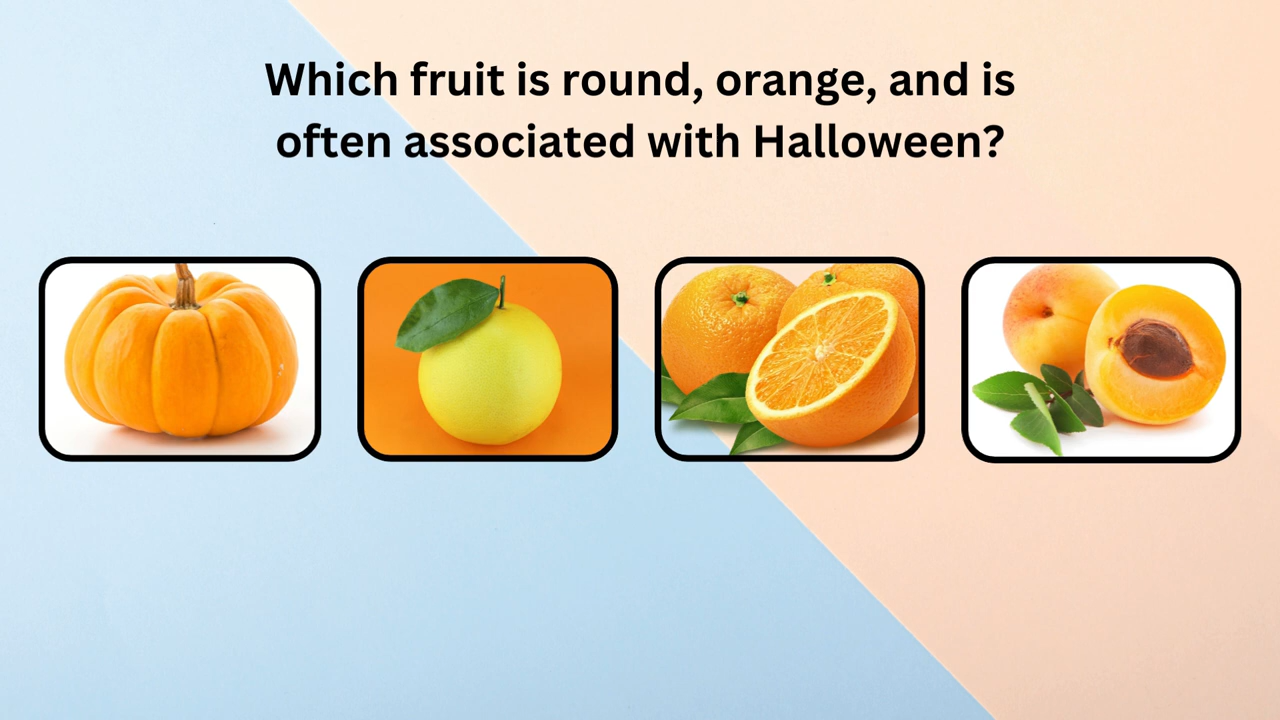 Which fruit is round, orange, and is
often associated with Halloween?